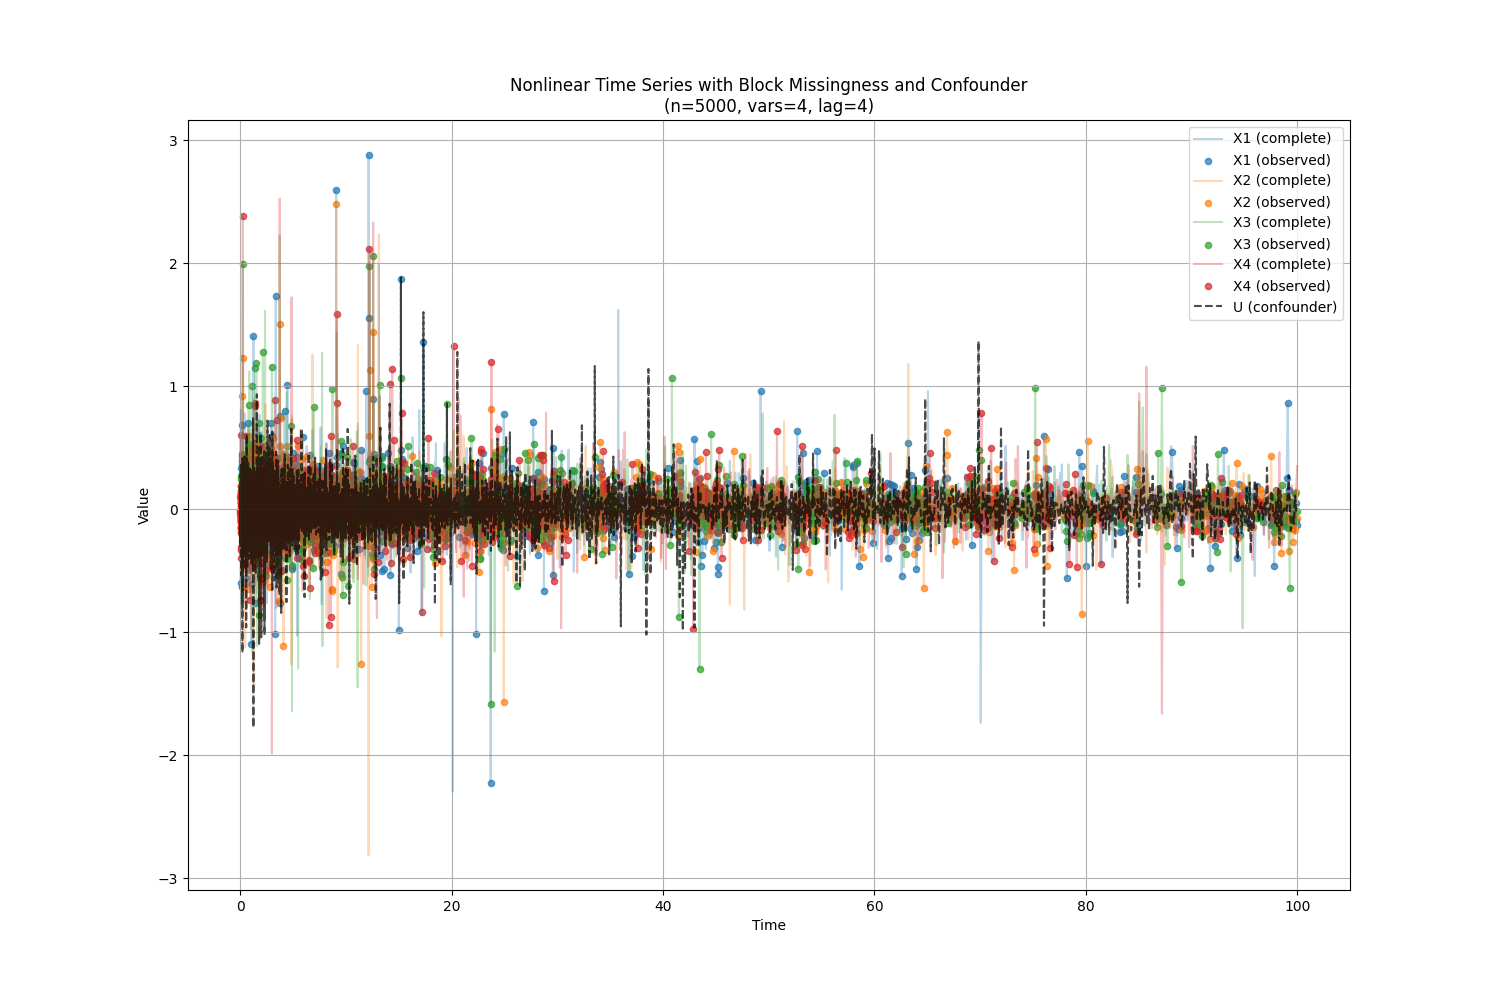 Nonlinear Time Series with Block Missingness and Confounder
(n=5000, vars=4, lag=4)
X1 (complete)
X1 (observed)
X2 (complete)
X2 (observed)
X3 (complete)
X3 (observed)
X4 (complete)
X4 (observed)
U (confounder)
Value
3
2
1
0
−1
−2
−3
0 20 40 60 80 100
Time